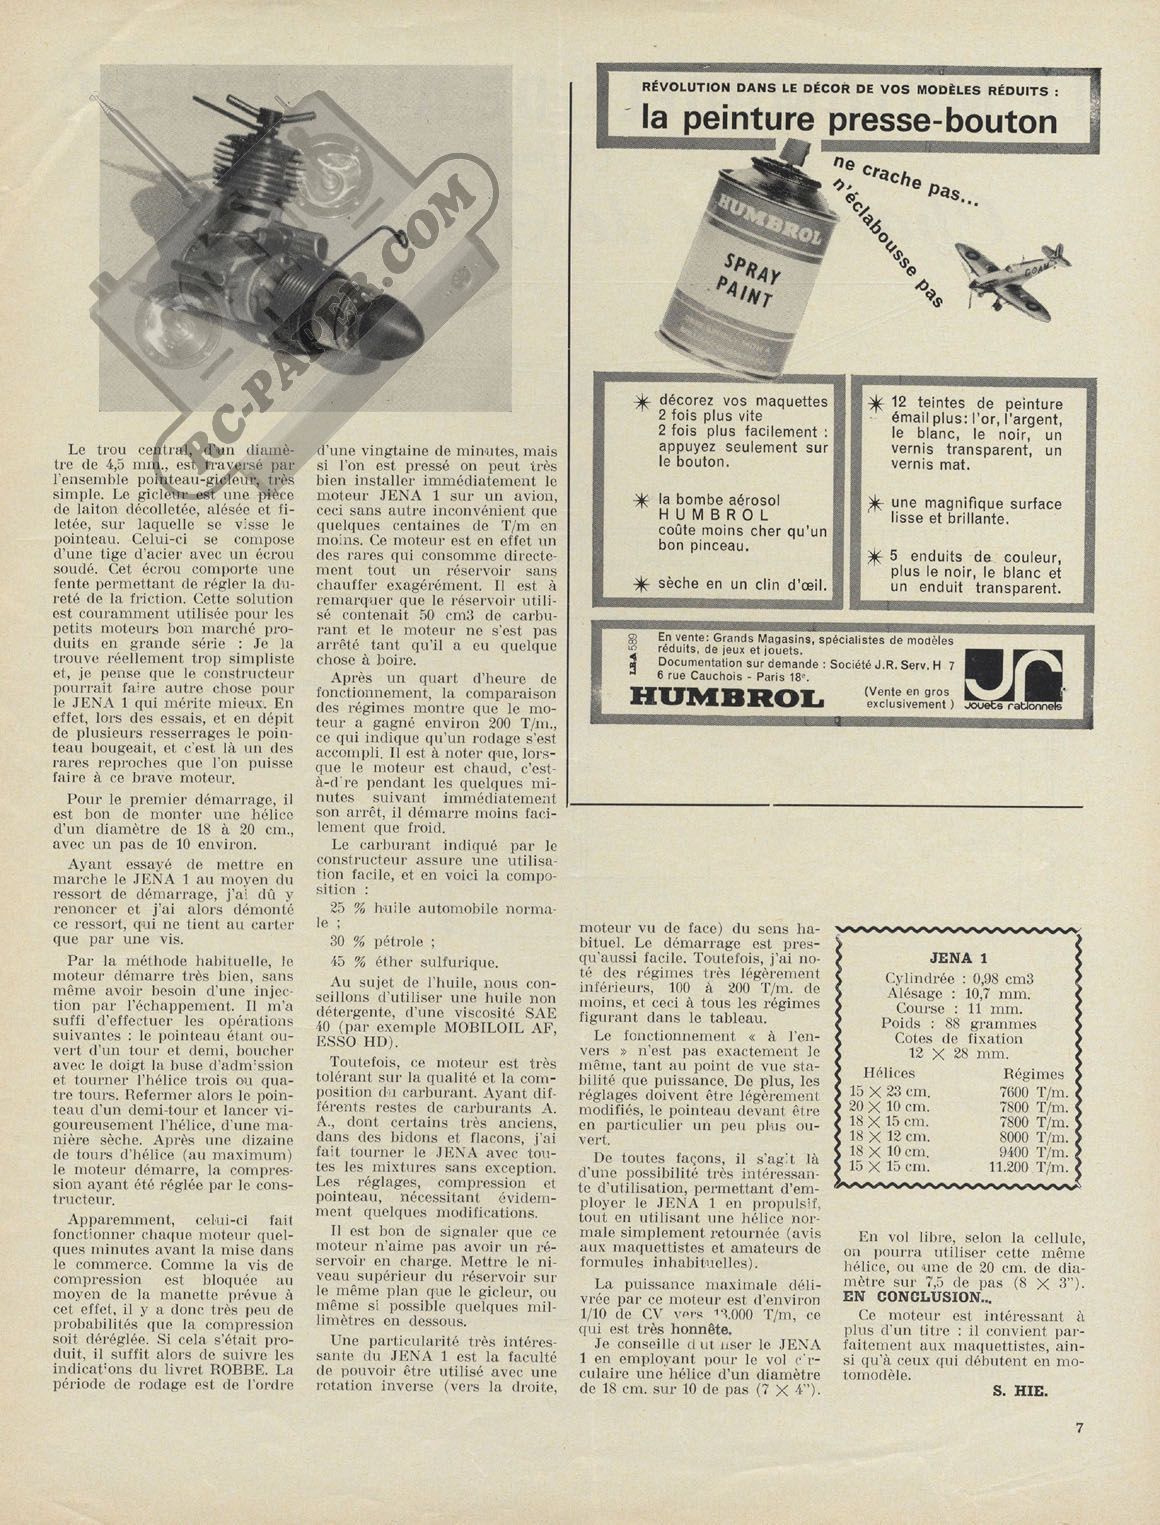 Le trou central, d'un diamè-
tre de 4,5 mm., est traversé par
l'ensemble pointeau-gicleur, très
simple. Le gicleur est une pièce
de laiton décolletée, alésée et fi-
letée, sur laquelle se visse le
pointeau. Celui-ci se compose
d'une tige d'acier avec un écrou
soudé. Cet écrou comporte une
fente permettant de régler la du-
reté de la friction. Cette solution
est couramment utilisée pour les
petits moteurs bon marché pro-
duits en grande série : Je la
trouve réellement trop simpliste
et, je pense que le constructeur
pourrait faire autre chose pour
le JENA 1 qui mérite mieux. En
effet, lors des essais, et en dépit
de plusieurs resserrages le poin-
teau bougeait, et c'est là un des
rares reproches que l'on puisse
faire à ce brave moteur.
Pour le premier démarrage, il
est bon de monter une hélice
d'un diamètre de 18 à 20 cm.,
avec un pas de 10 environ.
Ayant essayé de mettre en
marche le JENA 1 au moyen du
ressort de démarrage, j'ai dû y
renoncer et j'ai alors démonté
ce ressort, qui ne tient au carter
que par une vis.
Par la méthode habituelle, le
moteur démarre très bien, sans
même avoir besoin d'une injec-
tion par l'échappement. Il m'a
suffi d'effectuer les opérations
suivantes : le pointeau étant ou-
vert d'un tour et demi, boucher
avec le doigt la buse d'admission
et tourner l'hélice trois ou qua-
tre tours. Refermer alors le poin-
teau d'un demi-tour et lancer vi-
goureusement l'hélice, d'une ma-
nière sèche. Après une dizaine
de tours d'hélice (au maximum)
le moteur démarre, la compres-
sion ayant été réglée par le cons-
tructeur.
Apparemment, celui-ci fait
fonctionner chaque moteur quel-
ques minutes avant la mise dans
le commerce. Comme la vis de
compression est bloquée au
moyen de la manette prévue à
cet effet, il y a donc très peu de
probabilités que la compression
soit déréglée. Si cela s'était pro-
duit, il suffit alors de suivre les
indications du livret ROBBE. La
période de rodage est de l'ordre
d'une vingtaine de minutes, mais
si l'on est pressé on peut très
bien installer immédiatement le
moteur JENA 1 sur un avion,
ceci sans autre inconvénient que
quelques centaines de T/m en
moins. Ce moteur est en effet un
des rares qui consomme directe-
ment tout un réservoir sans
chauffer exagérément. Il est à
remarquer que le réservoir utili-
sé contenait 50 cm3 de carbu-
rant et le moteur ne s'est pas
arrêté tant qu'il a eu quelque
chose à boire.
Après un quart d'heure de
fonctionnement, la comparaison
des régimes montre que le mo-
teur a gagné environ 200 T/m.,
ce qui indique qu'un rodage s'est
accompli. Il est à noter que, lors-
que le moteur est chaud, c'est-
à-d're pendant les quelques mi-
nutes suivant immédiatement
son arrêt, il démarre moins faci-
lement que froid.
Le carburant indiqué par le
constructeur assure une utilisa-
tion facile, et en voici la compo-
sition :
25 % huile automobile norma-
le ;
30 % pétrole ;
45 % éther sulfurique.
Au sujet de l'huile, nous con-
seillons d'utiliser une huile non
détergente, d'une viscosité SAE
40 (par exemple MOBILOIL AF,
ESSO HD).
Toutefois, ce moteur est très
tolérant sur la qualité et la com-
position du carburant. Ayant dif-
férents restes de carburants A.
A., dont certains très anciens,
dans des bidons et flacons, j'ai
fait tourner le JENA avec tou-
tes les mixtures sans exception.
Les réglages, compression et
pointeau, nécessitant évidem-
ment quelques modifications.
Il est bon de signaler que ce
moteur n'aime pas avoir un ré-
servoir en charge. Mettre le ni-
veau supérieur du réservoir sur
le même plan que le gicleur, ou
même si possible quelques mil-
limètres en dessous.
Une particularité très intéres-
sante du JENA 1 est la faculté
de pouvoir être utilisé avec une
rotation inverse (vers la droite,
RÉVOLUTION DANS LE DÉCOR DE VOS MODÈLES RÉDUITS :
la peinture presse-bouton
ne crache pas...
n'éclabousse pas
HUMBROL
SPRAY
PAINT
GOAM
décorez vos maquettes
2 fois plus vite
2 fois plus facilement :
appuyez seulement sur
le bouton.
la bombe aérosol
HUMBROL
coûte moins cher qu'un
bon pinceau.
sèche en un clin d'œil.
12 teintes de peinture
émail plus: l'or, l'argent,
le blanc, le noir, un
vernis transparent, un
vernis mat.
une magnifique surface
lisse et brillante.
5 enduits de couleur,
plus le noir, le blanc et
un enduit transparent.
LEA 589
En vente: Grands Magasins, spécialistes de modèles
réduits, de jeux et jouets.
Documentation sur demande : Société J.R. Serv. H 7
6 rue Cauchois - Paris 18e.
HUMBROL
(Vente en gros
exclusivement)
JR
Jouets rationnels
moteur vu de face) du sens ha-
bituel. Le démarrage est pres-
qu'aussi facile. Toutefois, j'ai no-
té des régimes très légèrement
inférieurs, 100 à 200 T/m. de
moins, et ceci à tous les régimes
figurant dans le tableau.
Le fonctionnement « à l'en-
vers » n'est pas exactement le
même, tant au point de vue sta-
bilité que puissance. De plus, les
réglages doivent être légèrement
modifiés, le pointeau devant être
en particulier un peu plus ou-
vert.
De toutes façons, il s'agit là
d'une possibilité très intéressan-
te d'utilisation, permettant d'em-
ployer le JENA 1 en propulsif,
tout en utilisant une hélice nor-
male simplement retournée (avis
aux maquettistes et amateurs de
formules inhabituelles).
La puissance maximale déli-
vrée par ce moteur est d'environ
1/10 de CV vers 13.000 T/m, ce
qui est très honnête.
Je conseille d'utiliser le JENA
1 en employant pour le vol cir-
culaire une hélice d'un diamètre
de 18 cm. sur 10 de pas (7 × 4").
JENA 1
Cylindrée : 0,98 cm3
Alésage : 10,7 mm.
Course : 11 mm.
Poids : 88 grammes
Cotes de fixation
12 × 28 mm.
Hélices Régimes
15 × 23 cm. 7600 T/m.
20 × 10 cm. 7800 T/m.
18 × 15 cm. 7800 T/m.
18 × 12 cm. 8000 T/m.
18 × 10 cm. 9400 T/m.
15 × 15 cm. 11.200 T/m.
En vol libre, selon la cellule,
on pourra utiliser cette même
hélice, ou une de 20 cm. de dia-
mètre sur 7,5 de pas (8 × 3").
EN CONCLUSION...
Ce moteur est intéressant à
plus d'un titre : il convient par-
faitement aux maquettistes, ain-
si qu'à ceux qui débutent en mo-
tomodèle.
S. HIE.
7
RC-PAPER.COM